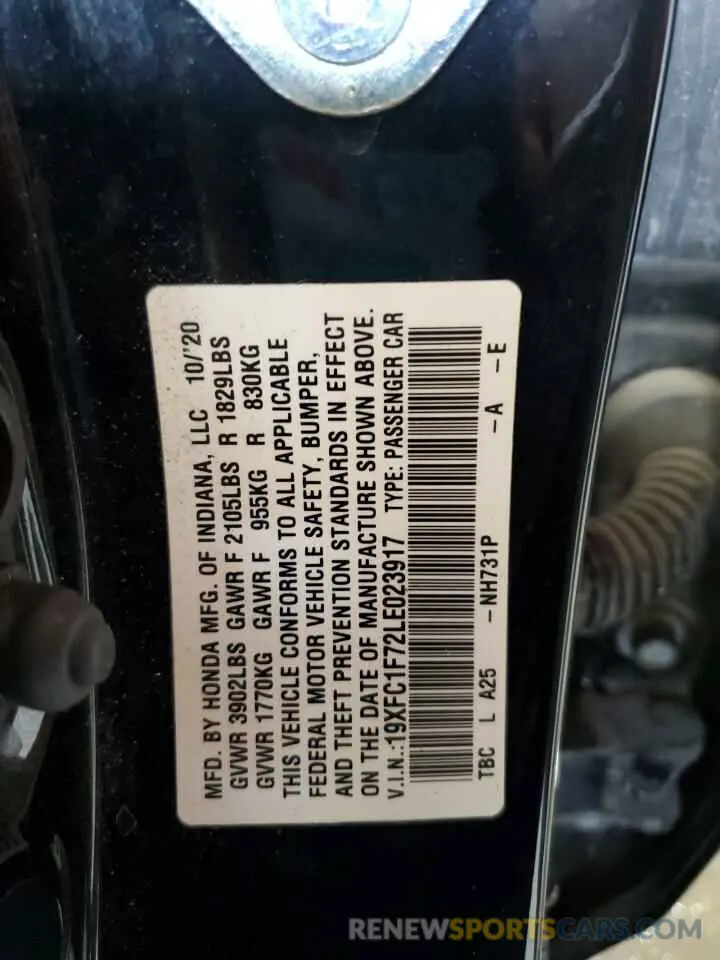 MFD. BY HONDA MFG. OF INDIANA, LLC 10/'20
GVWR 3902LBS GAWR F 2105LBS R 1829LBS
GVWR 1770KG GAWR F 955KG R 830KG
THIS VEHICLE CONFORMS TO ALL APPLICABLE
FEDERAL MOTOR VEHICLE SAFETY, BUMPER,
AND THEFT PREVENTION STANDARDS IN EFFECT
ON THE DATE OF MANUFACTURE SHOWN ABOVE.
V.I.N.:19XFC1F72LE023917 TYPE: PASSENGER CAR
TBC L A25 -NH731P -A -E
RENEWSPORTSCARS.COM